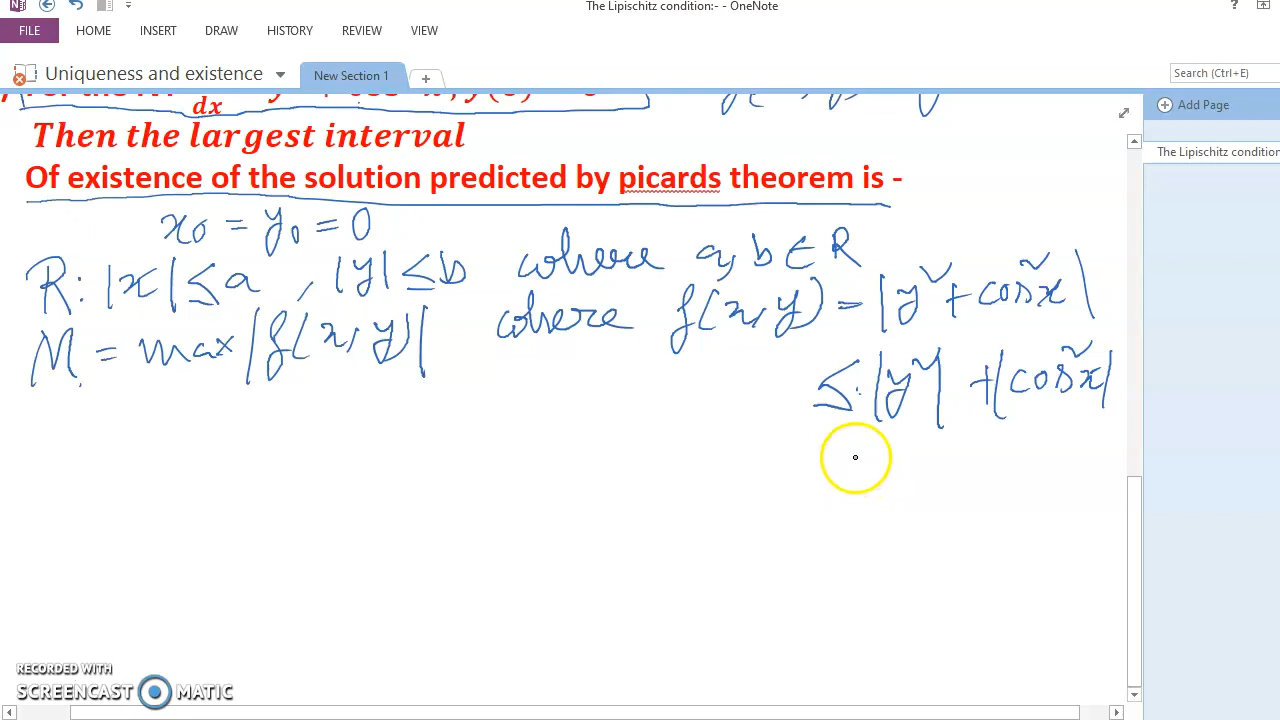 The Lipischitz condition:- - OneNote
FILE HOME INSERT DRAW HISTORY REVIEW VIEW
Uniqueness and existence New Section 1 + Search (Ctrl+E)
Add Page
The Lipischitz condition
dx
Then the largest interval
Of existence of the solution predicted by picards theorem is -
x₀ = y₀ = 0
R: |x| ≤ a , |y| ≤ b where a, b ∈ R
M = max |f(x, y)| where f(x, y) = |y² + cos²x|
≤ |y²| + |cos²x|
RECORDED WITH
SCREENCAST MATIC